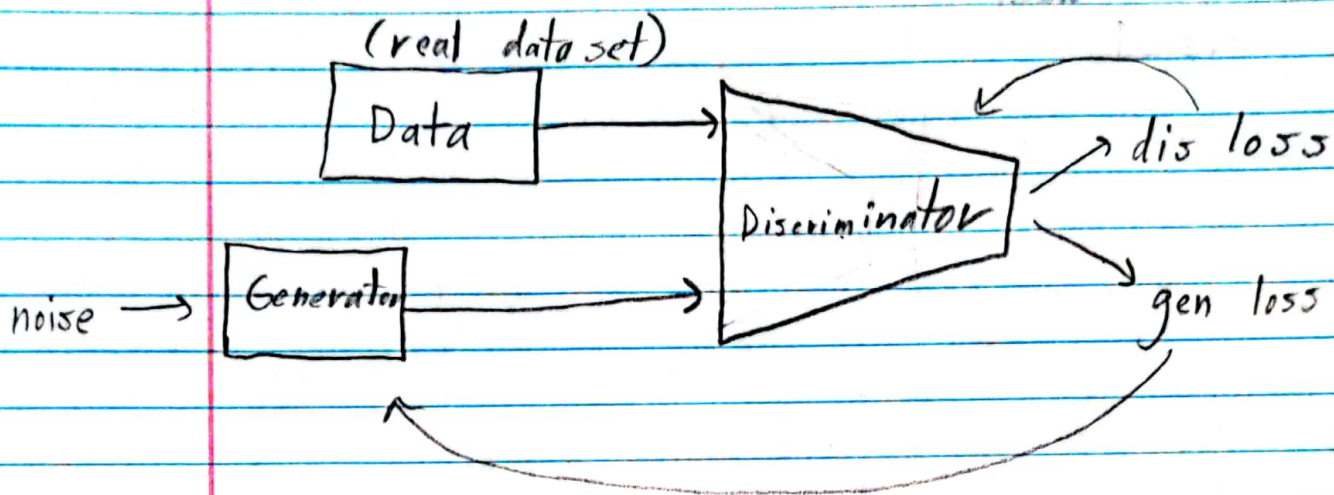 (real data set)
Data
dis loss
Discriminator
Generator
noise
gen loss